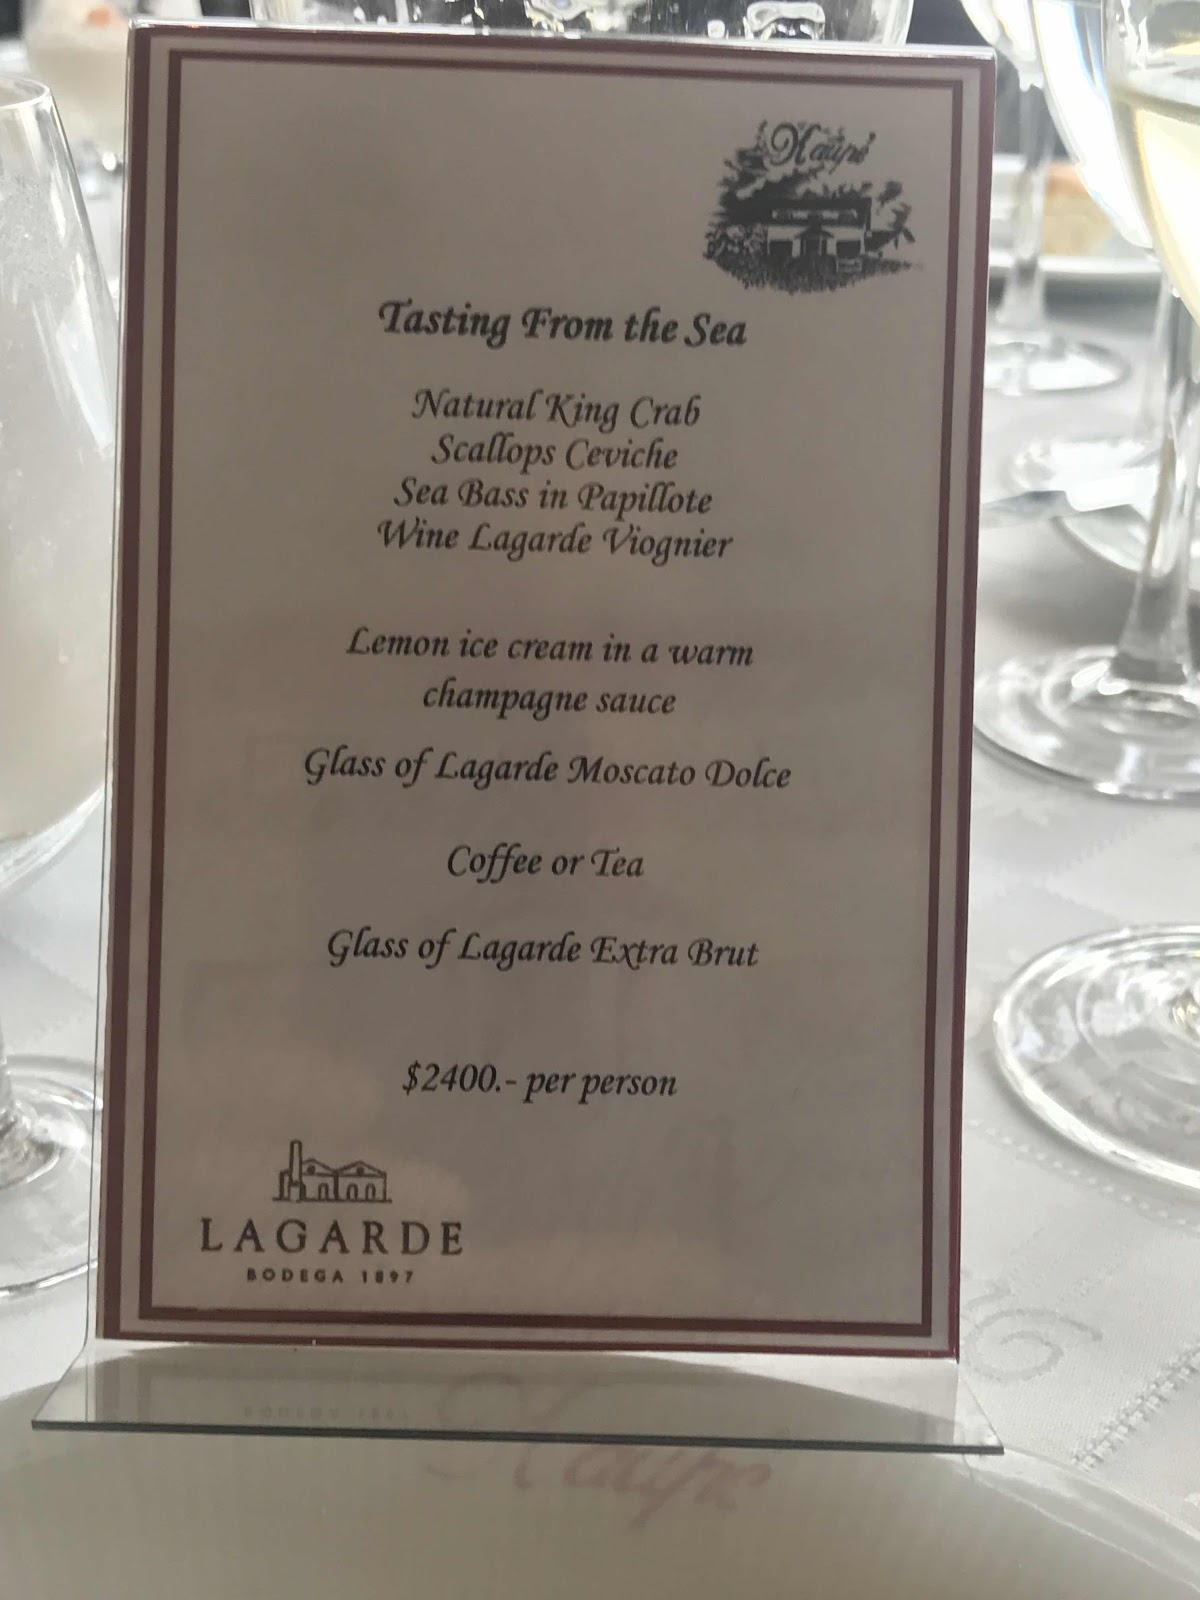 Kaupé
Tasting From the Sea
Natural King Crab
Scallops Ceviche
Sea Bass in Papillote
Wine Lagarde Viognier
Lemon ice cream in a warm
champagne sauce
Glass of Lagarde Moscato Dolce
Coffee or Tea
Glass of Lagarde Extra Brut
$2400.- per person
LAGARDE
BODEGA 1897
Kaupé